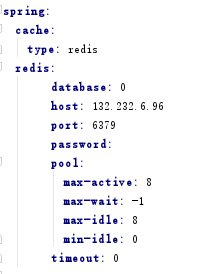 spring:
  cache:
    type: redis
  redis:
      database: 0
      host: 132.232.6.96
      port: 6379
      password:
      pool:
        max-active: 8
        max-wait: -1
        max-idle: 8
        min-idle: 0
      timeout: 0